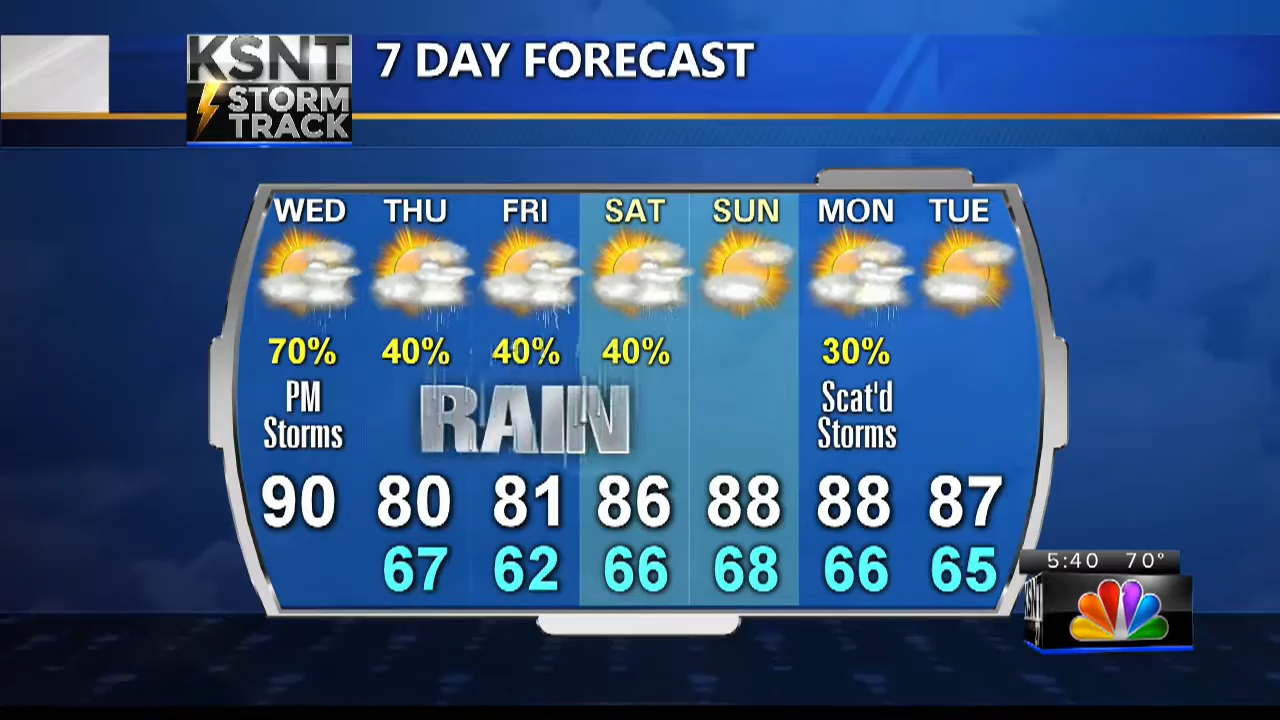 KSNT
STORM
TRACK
7 DAY FORECAST
WED THU FRI SAT SUN MON TUE
70% 40% 40% 40% 30%
PM
Storms
RAIN
Scat'd
Storms
90 80 81 86 88 88 87
67 62 66 68 66 65
5:40 70°
KSNT